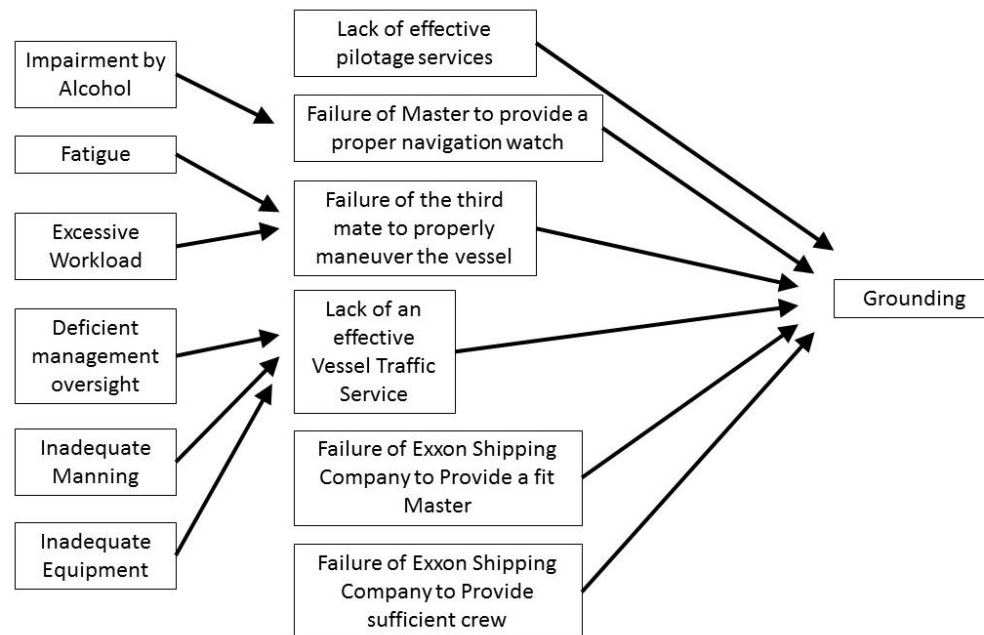 Impairment by
Alcohol
Fatigue
Excessive
Workload
Deficient
management
oversight
Inadequate
Manning
Inadequate
Equipment
Lack of effective
pilotage services
Failure of Master to provide a
proper navigation watch
Failure of the third
mate to properly
maneuver the vessel
Lack of an
effective
Vessel Traffic
Service
Failure of Exxon Shipping
Company to Provide a fit
Master
Failure of Exxon Shipping
Company to Provide
sufficient crew
Grounding